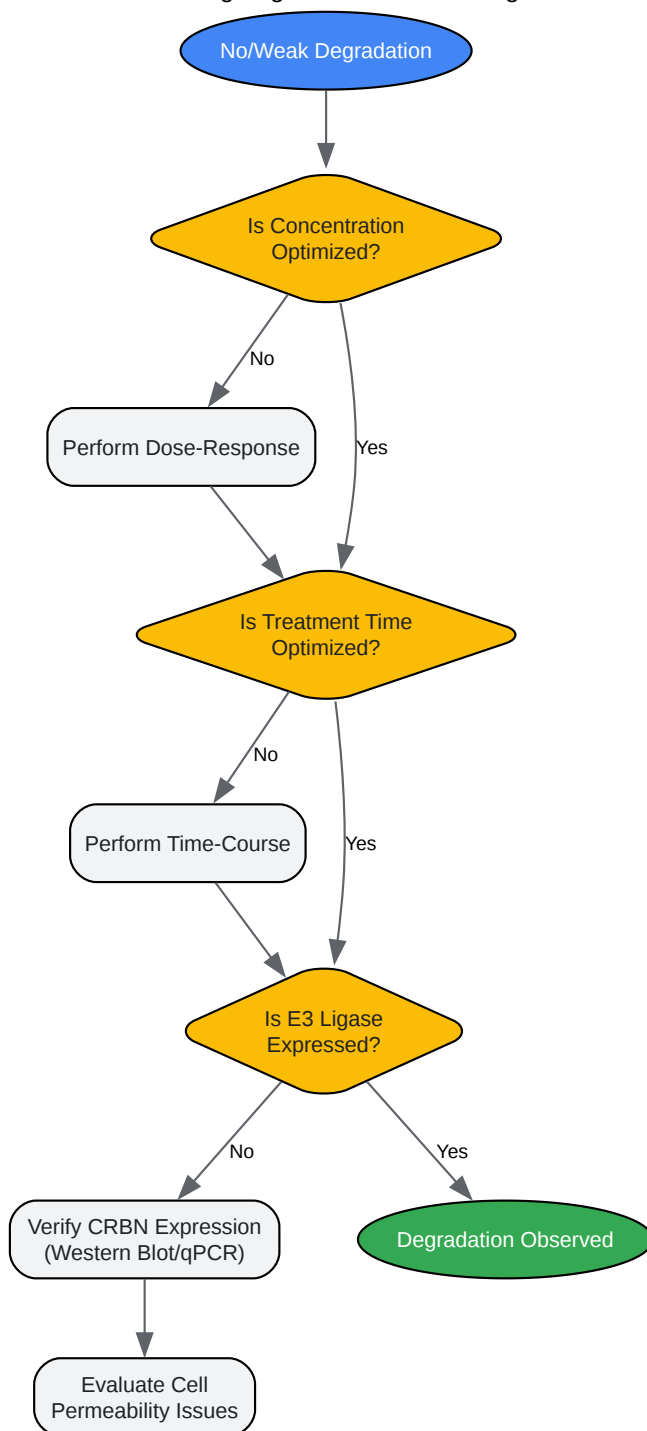 No/Weak Degradation
Is Concentration
Optimized?
No
Perform Dose-Response
Yes
Is Treatment Time
Optimized?
No
Perform Time-Course
Yes
Is E3 Ligase
Expressed?
No
Yes
Verify CRBN Expression
(Western Blot/qPCR)
Degradation Observed
Evaluate Cell
Permeability Issues